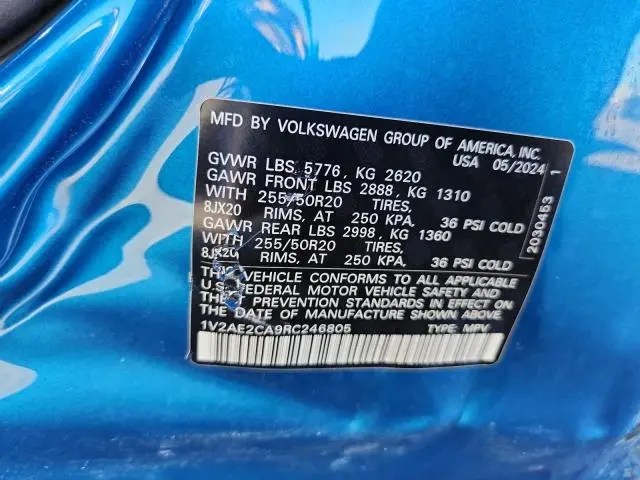 MFD BY VOLKSWAGEN GROUP OF AMERICA, INC.
USA 05/2024 1
GVWR LBS 5776, KG 2620
GAWR FRONT LBS 2888, KG 1310
WITH 255/50R20 TIRES,
8JX20 RIMS, AT 250 KPA, 36 PSI COLD
GAWR REAR LBS 2998, KG 1360
WITH 255/50R20 TIRES,
8JX20 RIMS, AT 250 KPA, 36 PSI COLD
THIS VEHICLE CONFORMS TO ALL APPLICABLE
U.S. FEDERAL MOTOR VEHICLE SAFETY AND
THEFT PREVENTION STANDARDS IN EFFECT ON
THE DATE OF MANUFACTURE SHOWN ABOVE.
1V2AE2CA9RC246805 TYPE: MPV
2030453